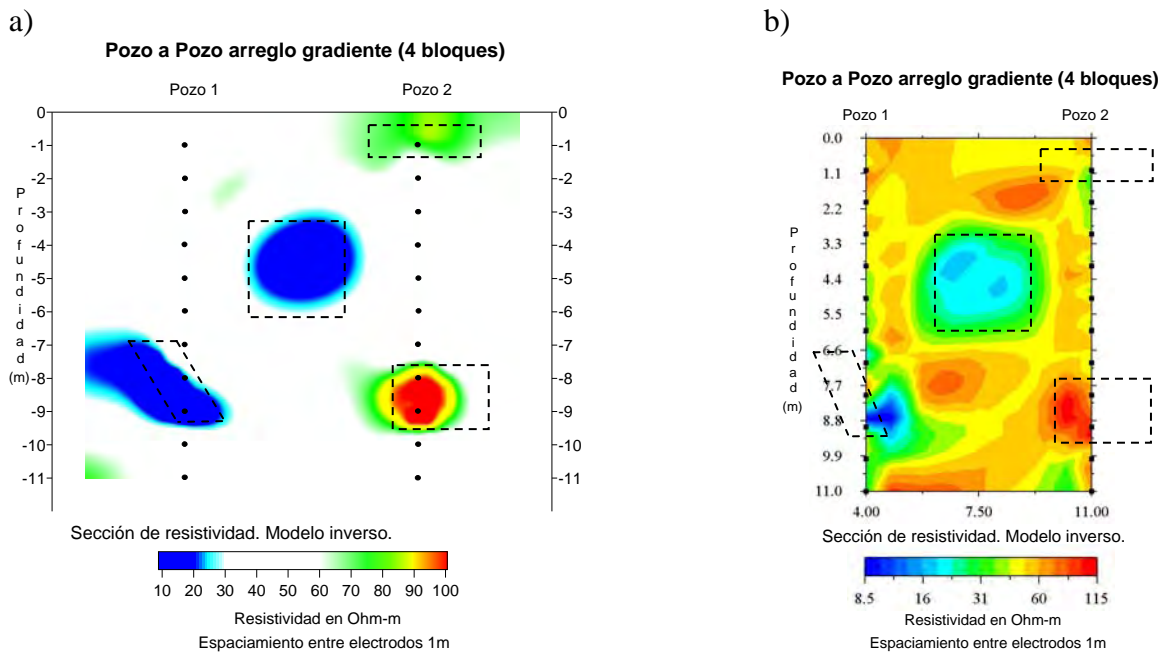 a)
Pozo a Pozo arreglo gradiente (4 bloques)
Pozo 1 Pozo 2
0 0
-1 -1
-2 -2
-3 -3
-4 -4
-5 -5
-6 -6
-7 -7
-8 -8
-9 -9
-10 -10
-11 -11
Profundidad
(m)
Sección de resistividad. Modelo inverso.
10 20 30 40 50 60 70 80 90 100
Resistividad en Ohm-m
Espaciamiento entre electrodos 1m
b)
Pozo a Pozo arreglo gradiente (4 bloques)
Pozo 1 Pozo 2
0.0
1.1
2.2
3.3
4.4
5.5
6.6
7.7
8.8
9.9
11.0
Profundidad
(m)
4.00 7.50 11.00
Sección de resistividad. Modelo inverso.
8.5 16 31 60 115
Resistividad en Ohm-m
Espaciamiento entre electrodos 1m